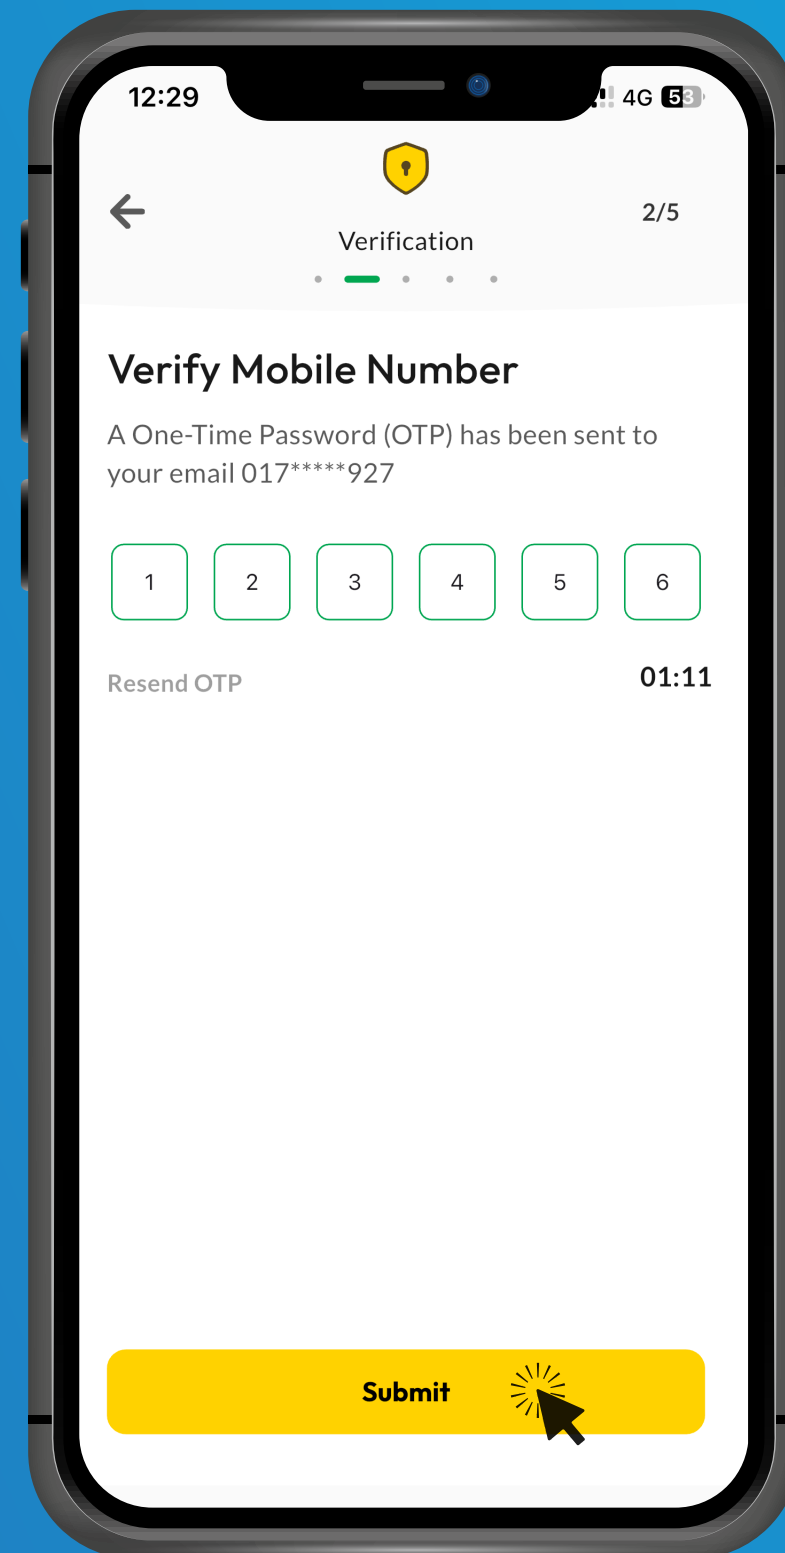 12:29
4G 53
2/5
Verification
Verify Mobile Number
A One-Time Password (OTP) has been sent to
your email 017*****927
1 2 3 4 5 6
Resend OTP
01:11
Submit